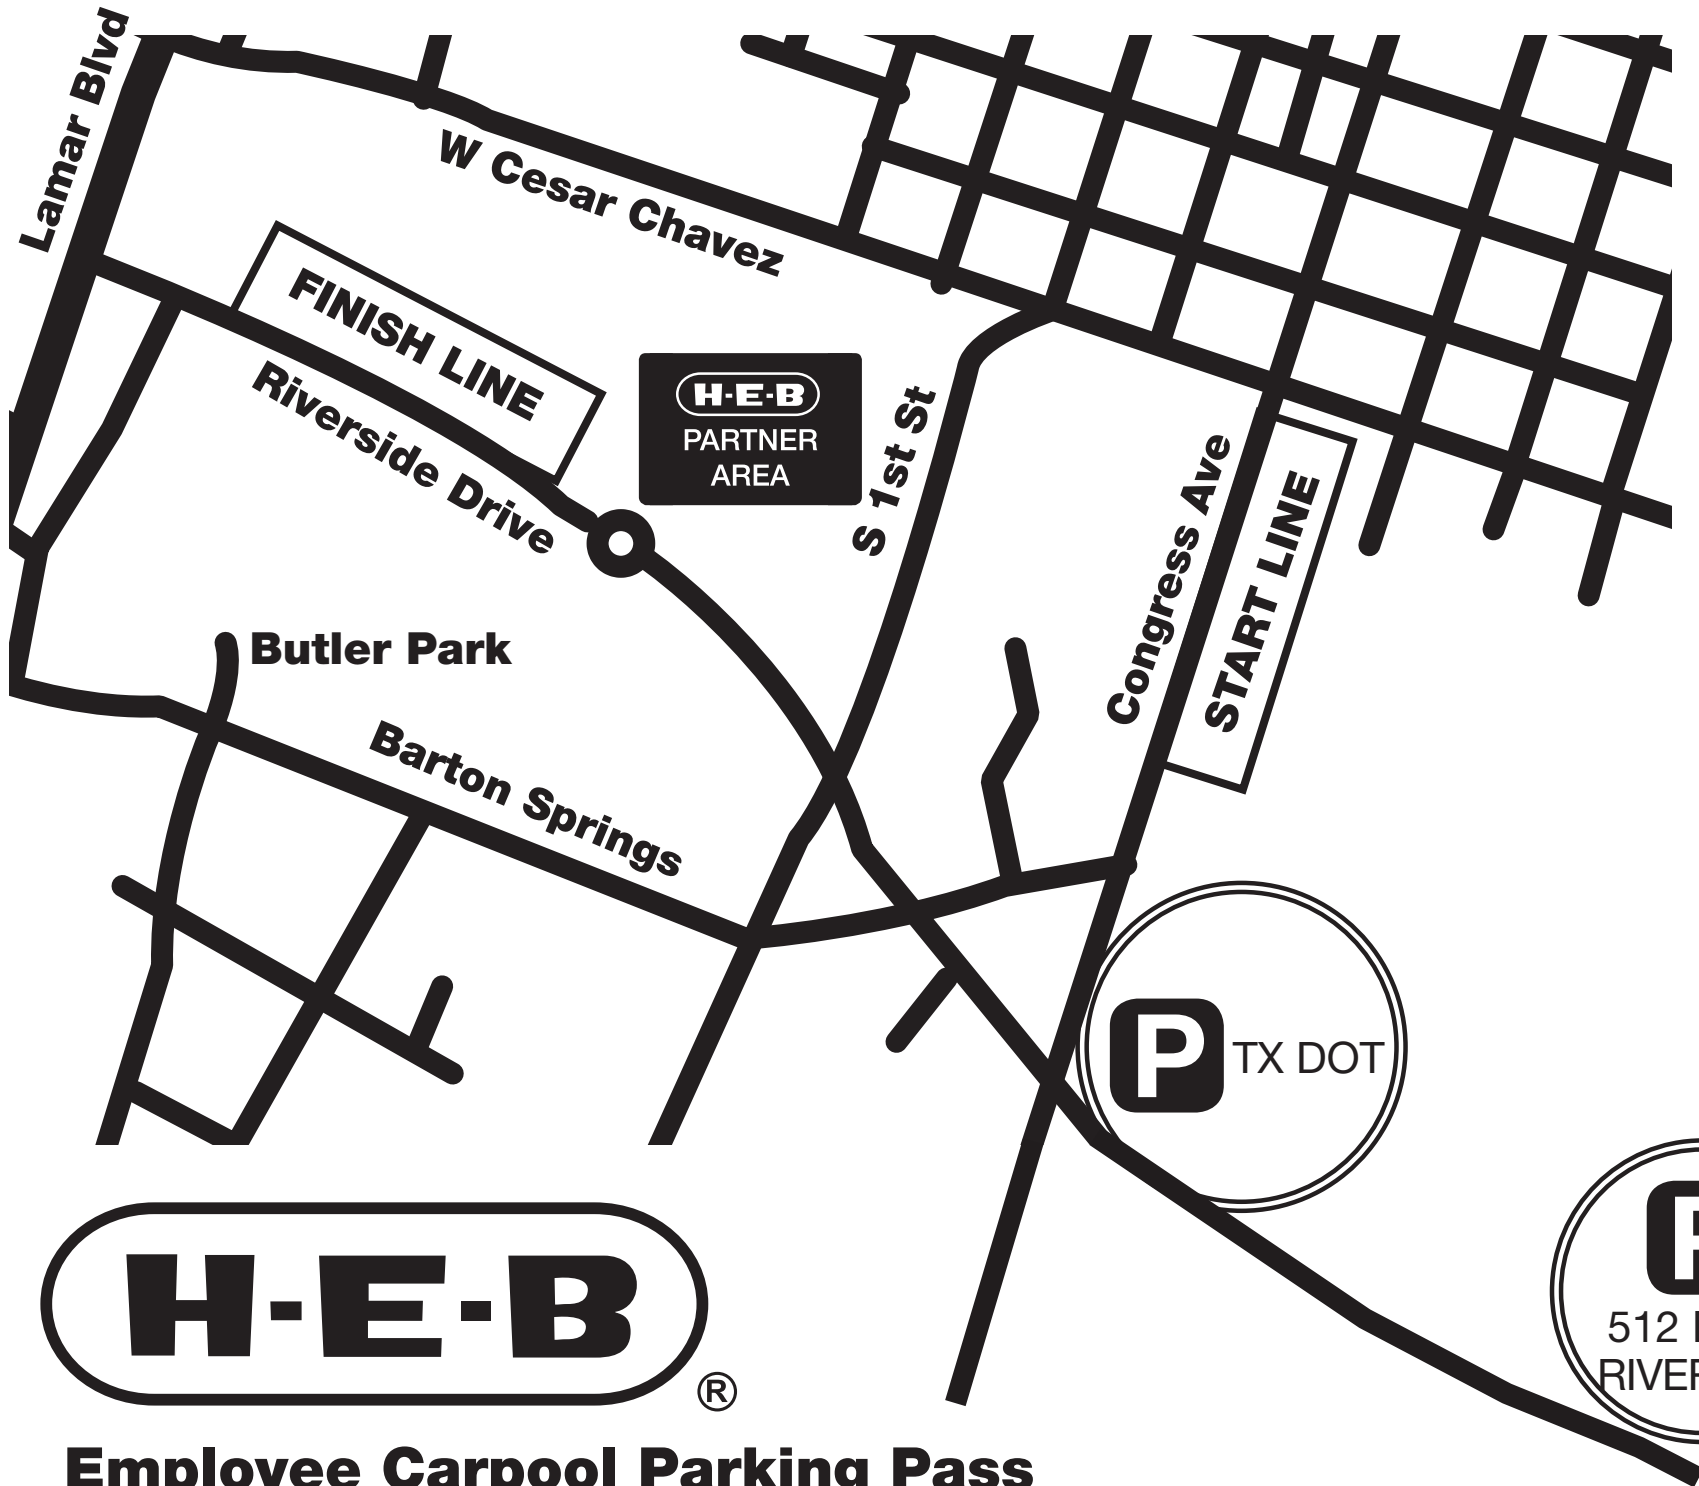 Lamar Blvd
W Cesar Chavez
FINISH LINE
Riverside Drive
H-E-B
PARTNER
AREA
S 1st St
Congress Ave
START LINE
Butler Park
Barton Springs
P TX DOT
512
H-E-B®
Employee Carpool Parking Pass